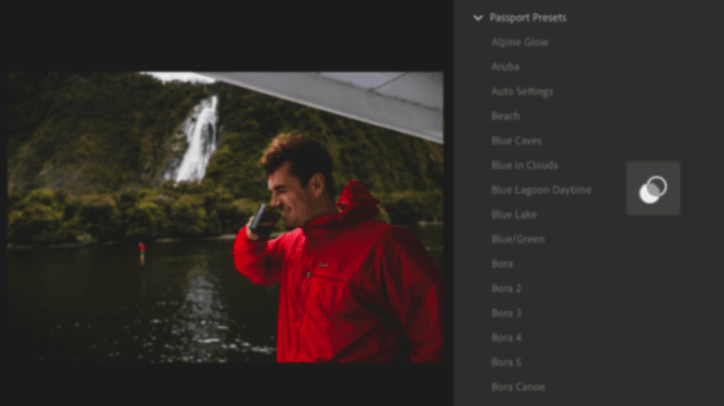 Passport Presets
Alpine Glow
Aruba
Auto Settings
Beach
Blue Caves
Blue in Clouds
Blue Lagoon Daytime
Blue Lake
Blue/Green
Bora
Bora 2
Bora 3
Bora 4
Bora 5
Bora Canoe